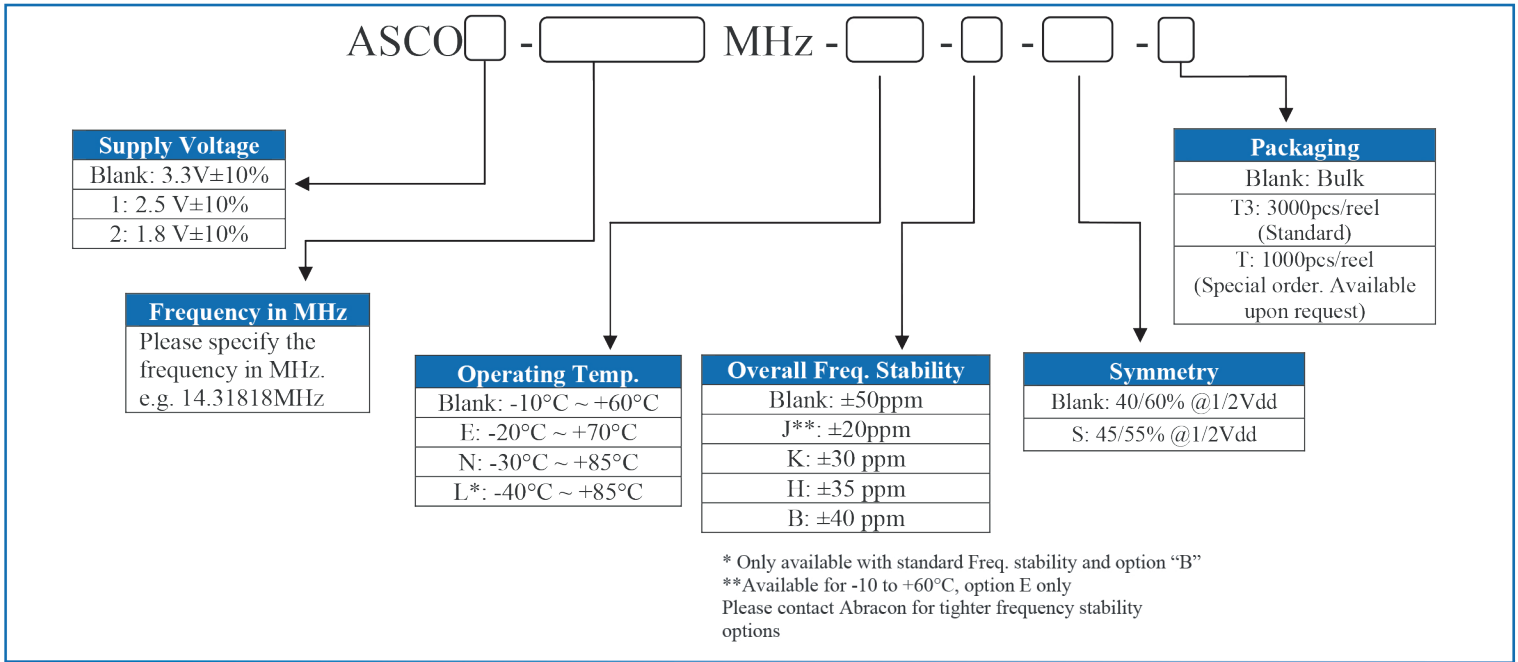 ASCO - MHz - - - -
Supply Voltage
Blank: 3.3V±10%
1: 2.5 V±10%
2: 1.8 V±10%
Frequency in MHz
Please specify the
frequency in MHz.
e.g. 14.31818MHz
Operating Temp.
Blank: -10°C ~ +60°C
E: -20°C ~ +70°C
N: -30°C ~ +85°C
L*: -40°C ~ +85°C
Overall Freq. Stability
Blank: ±50ppm
J**: ±20ppm
K: ±30 ppm
H: ±35 ppm
B: ±40 ppm
Symmetry
Blank: 40/60% @1/2Vdd
S: 45/55% @1/2Vdd
Packaging
Blank: Bulk
T3: 3000pcs/reel
(Standard)
T: 1000pcs/reel
(Special order. Available
upon request)
* Only available with standard Freq. stability and option “B”
**Available for -10 to +60°C, option E only
Please contact Abracon for tighter frequency stability
options